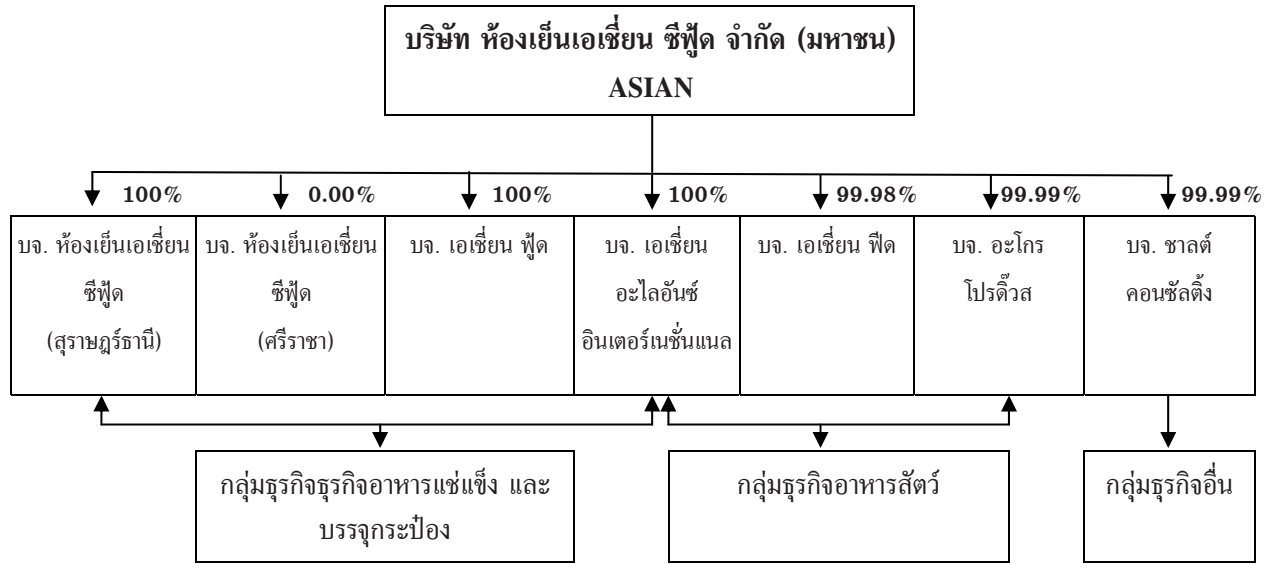 บริษัท ห้องเย็นเอเชี่ยน ซีฟู้ด จำกัด (มหาชน)
ASIAN
100%
0.00%
100%
100%
99.98%
99.99%
99.99%
บจ. ห้องเย็นเอเชี่ยน
ซีฟู้ด
(สุราษฎร์ธานี)
บจ. ห้องเย็นเอเชี่ยน
ซีฟู้ด
(ศรีราชา)
บจ. เอเชี่ยน ฟู้ด
บจ. เอเชี่ยน
อะไลอันซ์
อินเตอร์เนชั่นแนล
บจ. เอเชี่ยน ฟีด
บจ. อะโกร
โปรดิ๊วส
บจ. ชาลต์
คอนซัลติ้ง
กลุ่มธุรกิจธุรกิจอาหารแช่แข็ง และ
บรรจุกระป๋อง
กลุ่มธุรกิจอาหารสัตว์
กลุ่มธุรกิจอื่น